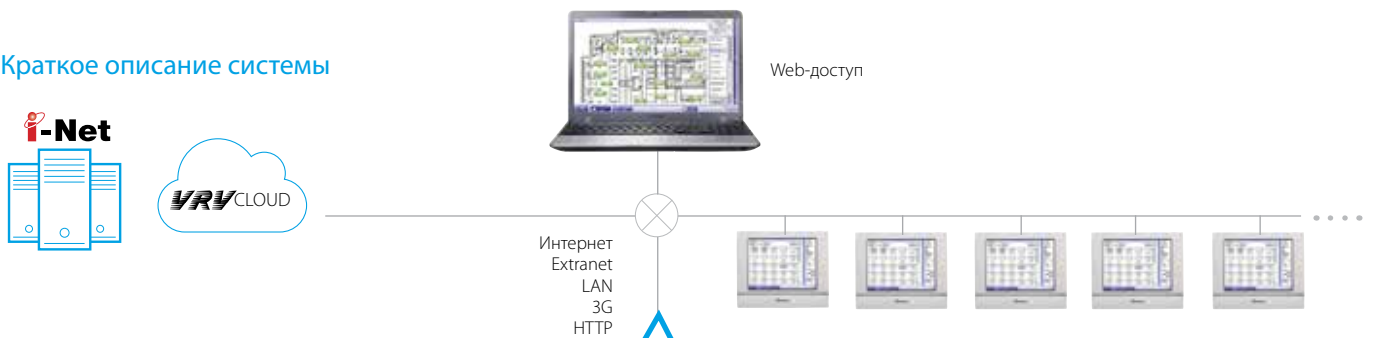 Краткое описание системы
i-Net
VRV CLOUD
Web-доступ
Интернет
Extranet
LAN
3G
HTTP